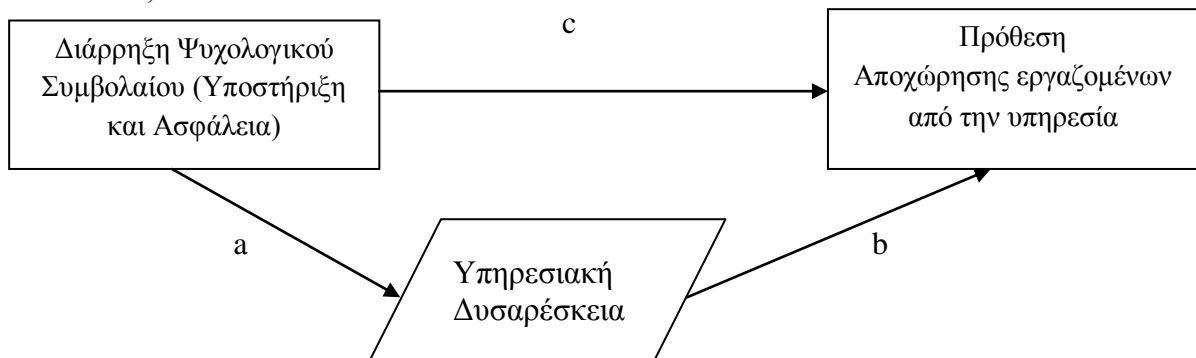 c
Διάρρηξη Ψυχολογικού
Συμβολαίου (Υποστήριξη
και Ασφάλεια)
Πρόθεση
Αποχώρησης εργαζομένων
από την υπηρεσία
a
b
Υπηρεσιακή
Δυσαρέσκεια